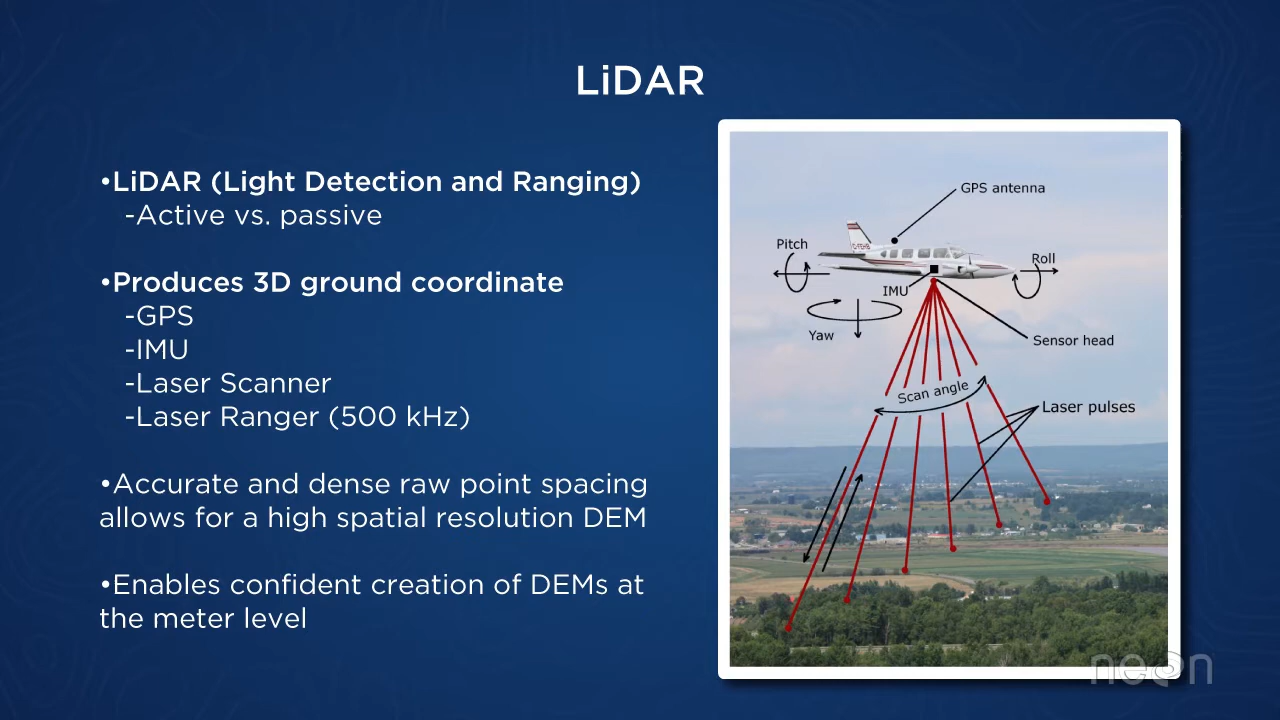 LiDAR
•LiDAR (Light Detection and Ranging)
-Active vs. passive
•Produces 3D ground coordinate
-GPS
-IMU
-Laser Scanner
-Laser Ranger (500 kHz)
•Accurate and dense raw point spacing
allows for a high spatial resolution DEM
•Enables confident creation of DEMs at
the meter level
GPS antenna
Pitch
Roll
IMU
Yaw
Sensor head
Scan angle
Laser pulses
neon